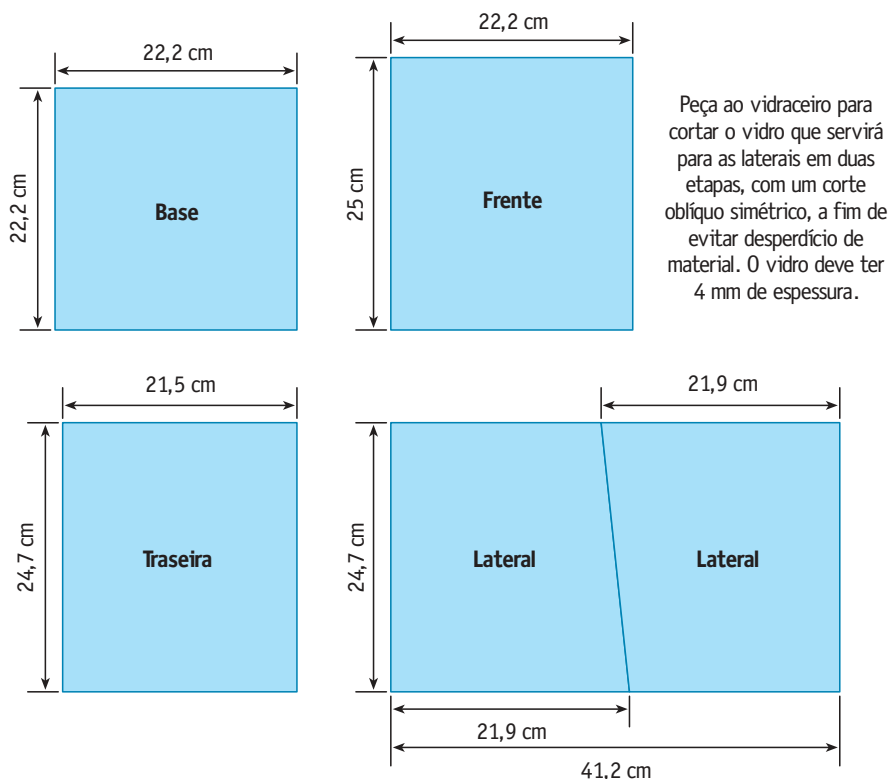 22,2 cm
22,2 cm
Base
22,2 cm
25 cm
Frente
Peça ao vidraceiro para
cortar o vidro que servirá
para as laterais em duas
etapas, com um corte
oblíquo simétrico, a fim de
evitar desperdício de
material. O vidro deve ter
4 mm de espessura.
21,5 cm
24,7 cm
Traseira
21,9 cm
24,7 cm
Lateral
Lateral
21,9 cm
41,2 cm